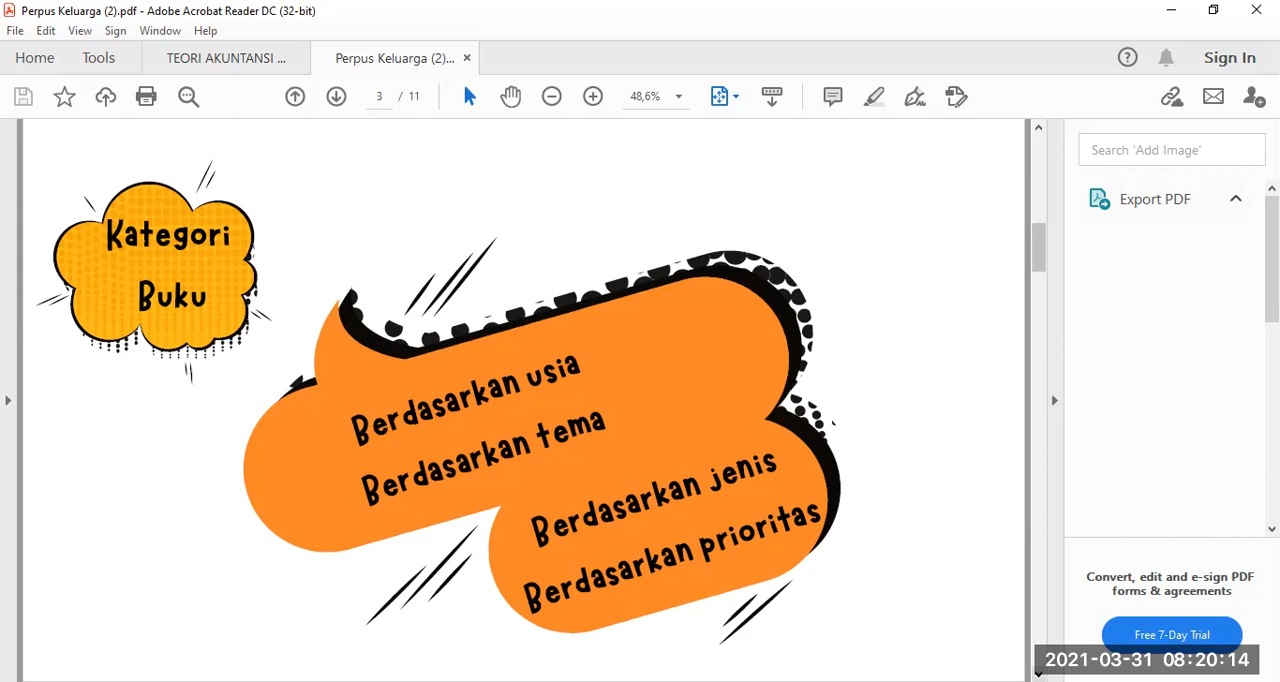 Perpus Keluarga (2).pdf - Adobe Acrobat Reader DC (32-bit)
File Edit View Sign Window Help
Home Tools TEORI AKUNTANSI ... Perpus Keluarga (2)... × Sign In
3 / 11 48,6%
Search 'Add Image'
Export PDF
Kategori
Buku
Berdasarkan usia
Berdasarkan tema
Berdasarkan jenis
Berdasarkan prioritas
Convert, edit and e-sign PDF
forms & agreements
Free 7-Day Trial
2021-03-31 08:20:14